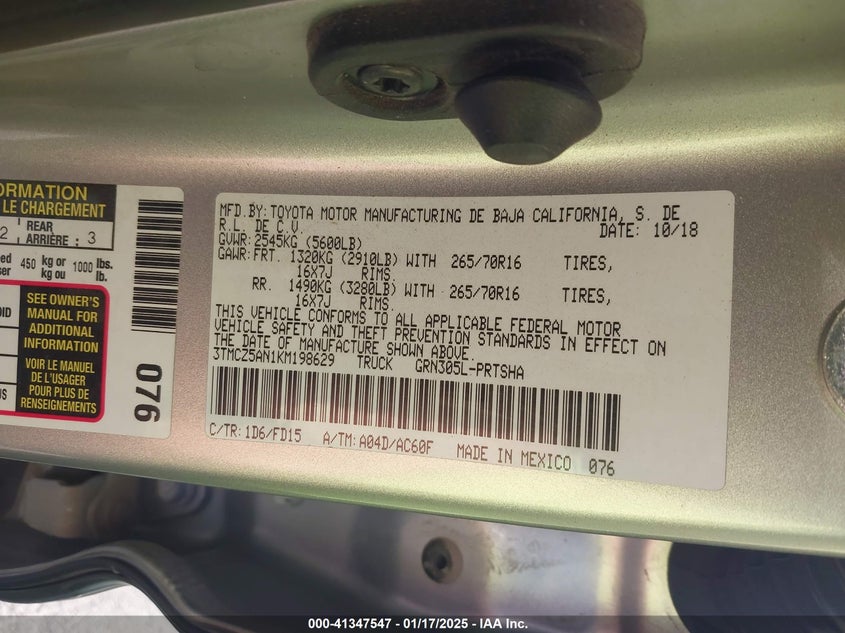 ORMATION
LE CHARGEMENT
2 REAR ARRIÈRE : 3
450 kg or kg ou 1000 lbs. lb.
SEE OWNER'S
MANUAL FOR
ADDITIONAL
INFORMATION
VOIR LE MANUEL
DE L'USAGER
POUR PLUS DE
RENSEIGNEMENTS
076
MFD.BY:TOYOTA MOTOR MANUFACTURING DE BAJA CALIFORNIA, S. DE
R.L. DE C.V. DATE: 10/18
GVWR: 2545KG (5600LB)
GAWR:FRT. 1320KG (2910LB) WITH 265/70R16 TIRES,
16X7J RIMS.
RR. 1490KG (3280LB) WITH 265/70R16 TIRES,
16X7J RIMS.
THIS VEHICLE CONFORMS TO ALL APPLICABLE FEDERAL MOTOR
VEHICLE SAFETY AND THEFT PREVENTION STANDARDS IN EFFECT ON
THE DATE OF MANUFACTURE SHOWN ABOVE.
3TMCZ5AN1KM198629 TRUCK GRN305L-PRTSHA
C/TR:1D6/FD15 A/TM:A04D/AC60F MADE IN MEXICO 076
000-41347547 - 01/17/2025 - IAA Inc.